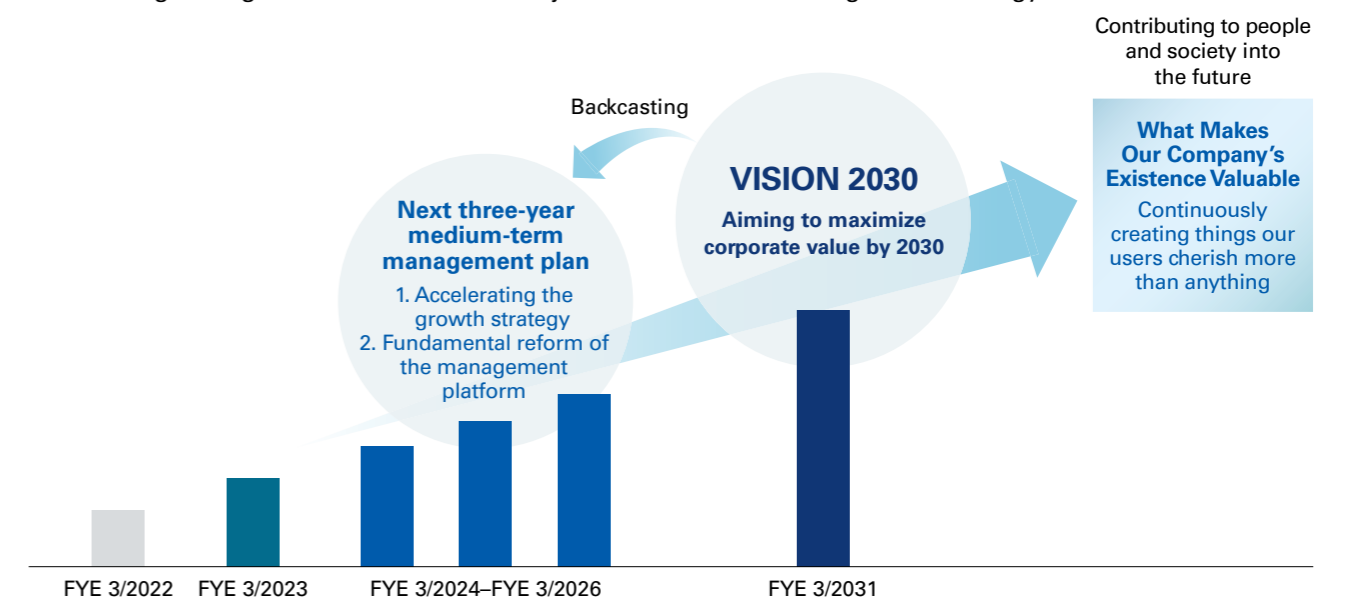 Contributing to people
and society into
the future
Backcasting
What Makes
Our Company's
Existence Valuable
Continuously
creating things our
users cherish more
than anything
VISION 2030
Aiming to maximize
corporate value by 2030
Next three-year
medium-term
management plan
1. Accelerating the
growth strategy
2. Fundamental reform of
the management
platform
FYE 3/2022
FYE 3/2023
FYE 3/2024–FYE 3/2026
FYE 3/2031